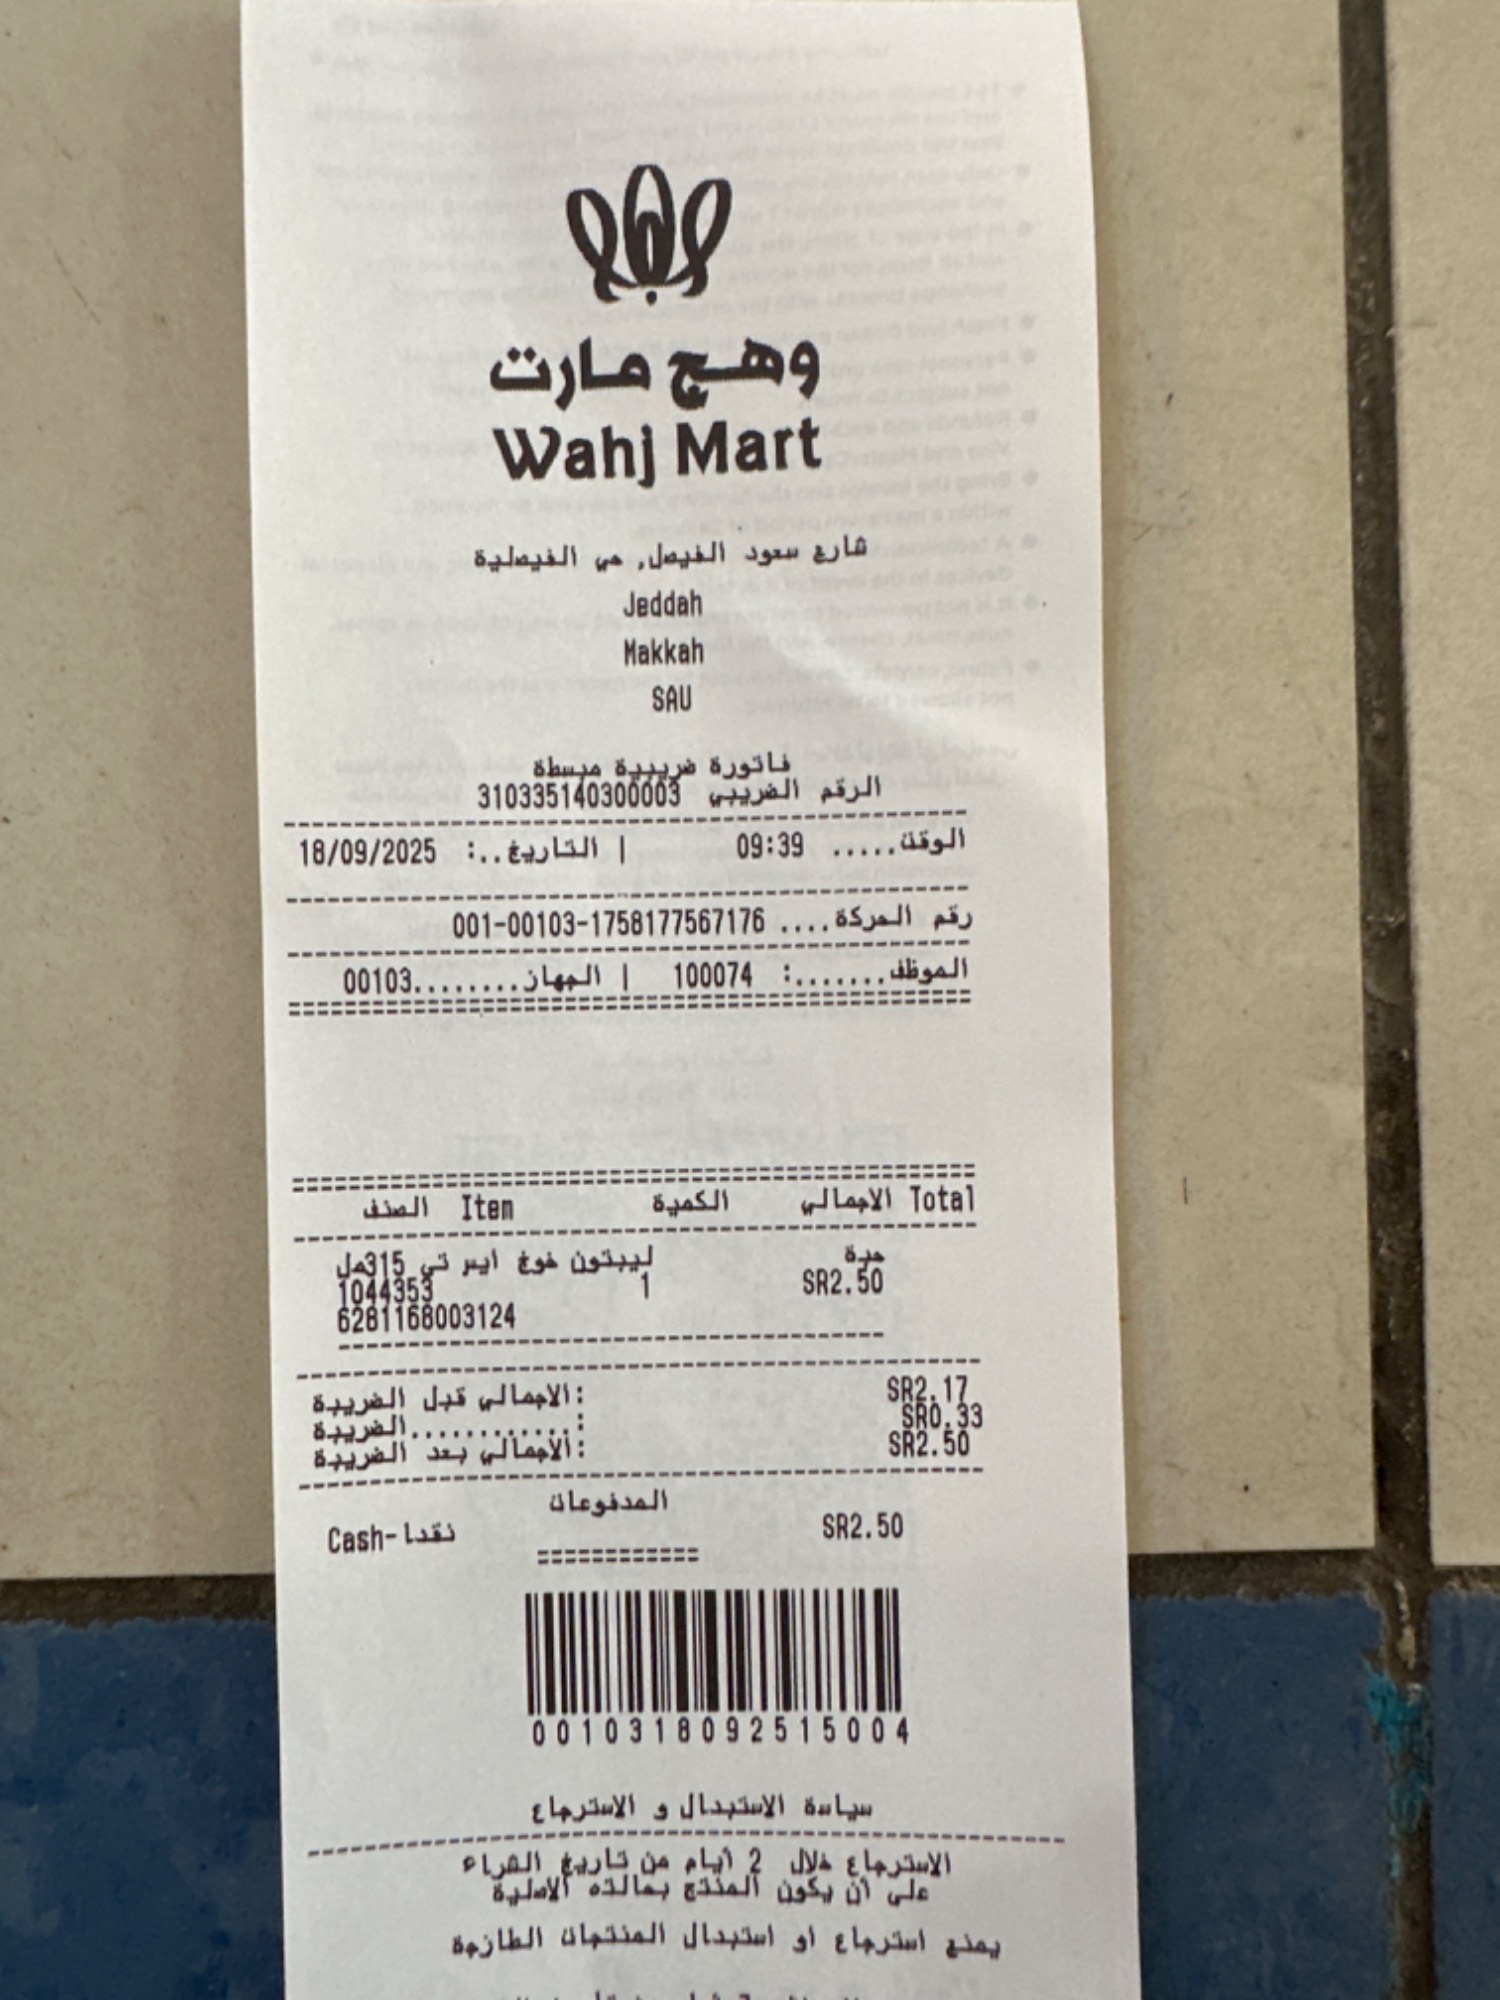 وهج مارت
Wahj Mart
شارع سعود الفيصل, حي الفيصلية
Jeddah
Makkah
SAU
فاتورة ضريبية مبسطة
الرقم الضريبي 310335140300003
الوقت..... 09:39 | التاريخ..: 18/09/2025
رقم الحركة.... 001-00103-1758177567176
الموظف.......: 100074 | الجهاز........00103
الصنف Item الكمية الاجمالي Total
ليبتون خوخ ايس تي 315مل حبة
1044353 1 SR2.50
6281168003124
الاجمالي قبل الضريبة: SR2.17
الضريبة............: SR0.33
الأجمالي بعد الضريبة: SR2.50
المدفوعات
Cash-نقدا SR2.50
0010318092515004
سياسة الاستبدال و الاسترجاع
الاسترجاع خلال 2 أيام من تاريخ الشراء
على أن يكون المنتج بحالته الاصلية
يمنع استرجاع او استبدال المنتجات الطازجة